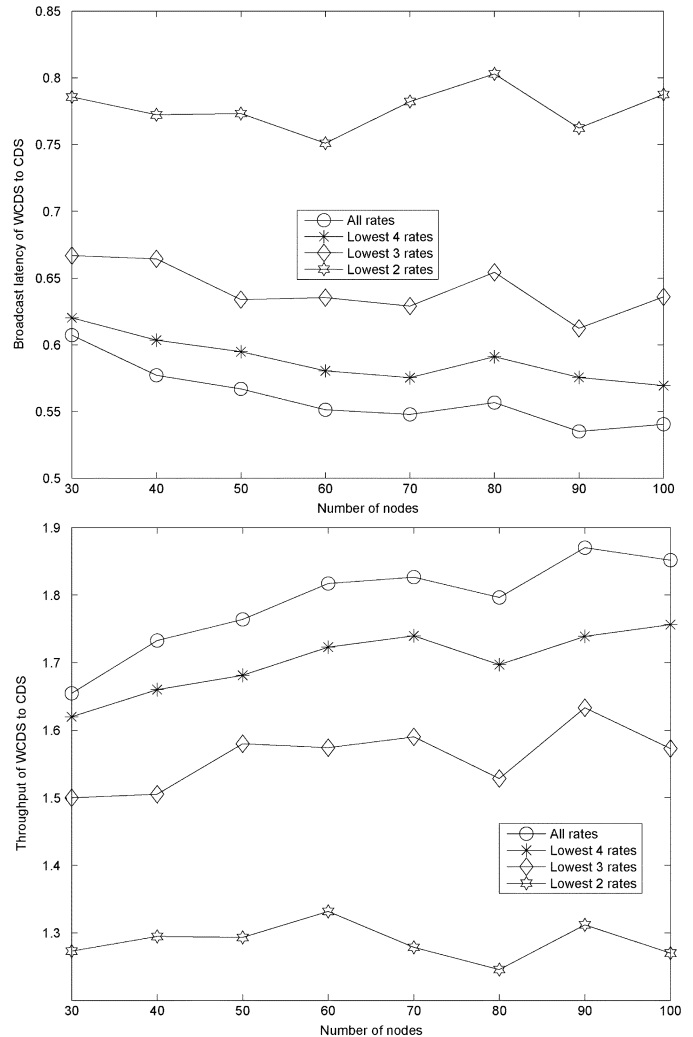 0.85
0.8
0.75
0.7
0.65
0.6
0.55
0.5
Broadcast latency of WCDS to CDS
All rates
Lowest 4 rates
Lowest 3 rates
Lowest 2 rates
30 40 50 60 70 80 90 100
Number of nodes
1.9
1.8
1.7
1.6
1.5
1.4
1.3
Throughput of WCDS to CDS
All rates
Lowest 4 rates
Lowest 3 rates
Lowest 2 rates
30 40 50 60 70 80 90 100
Number of nodes